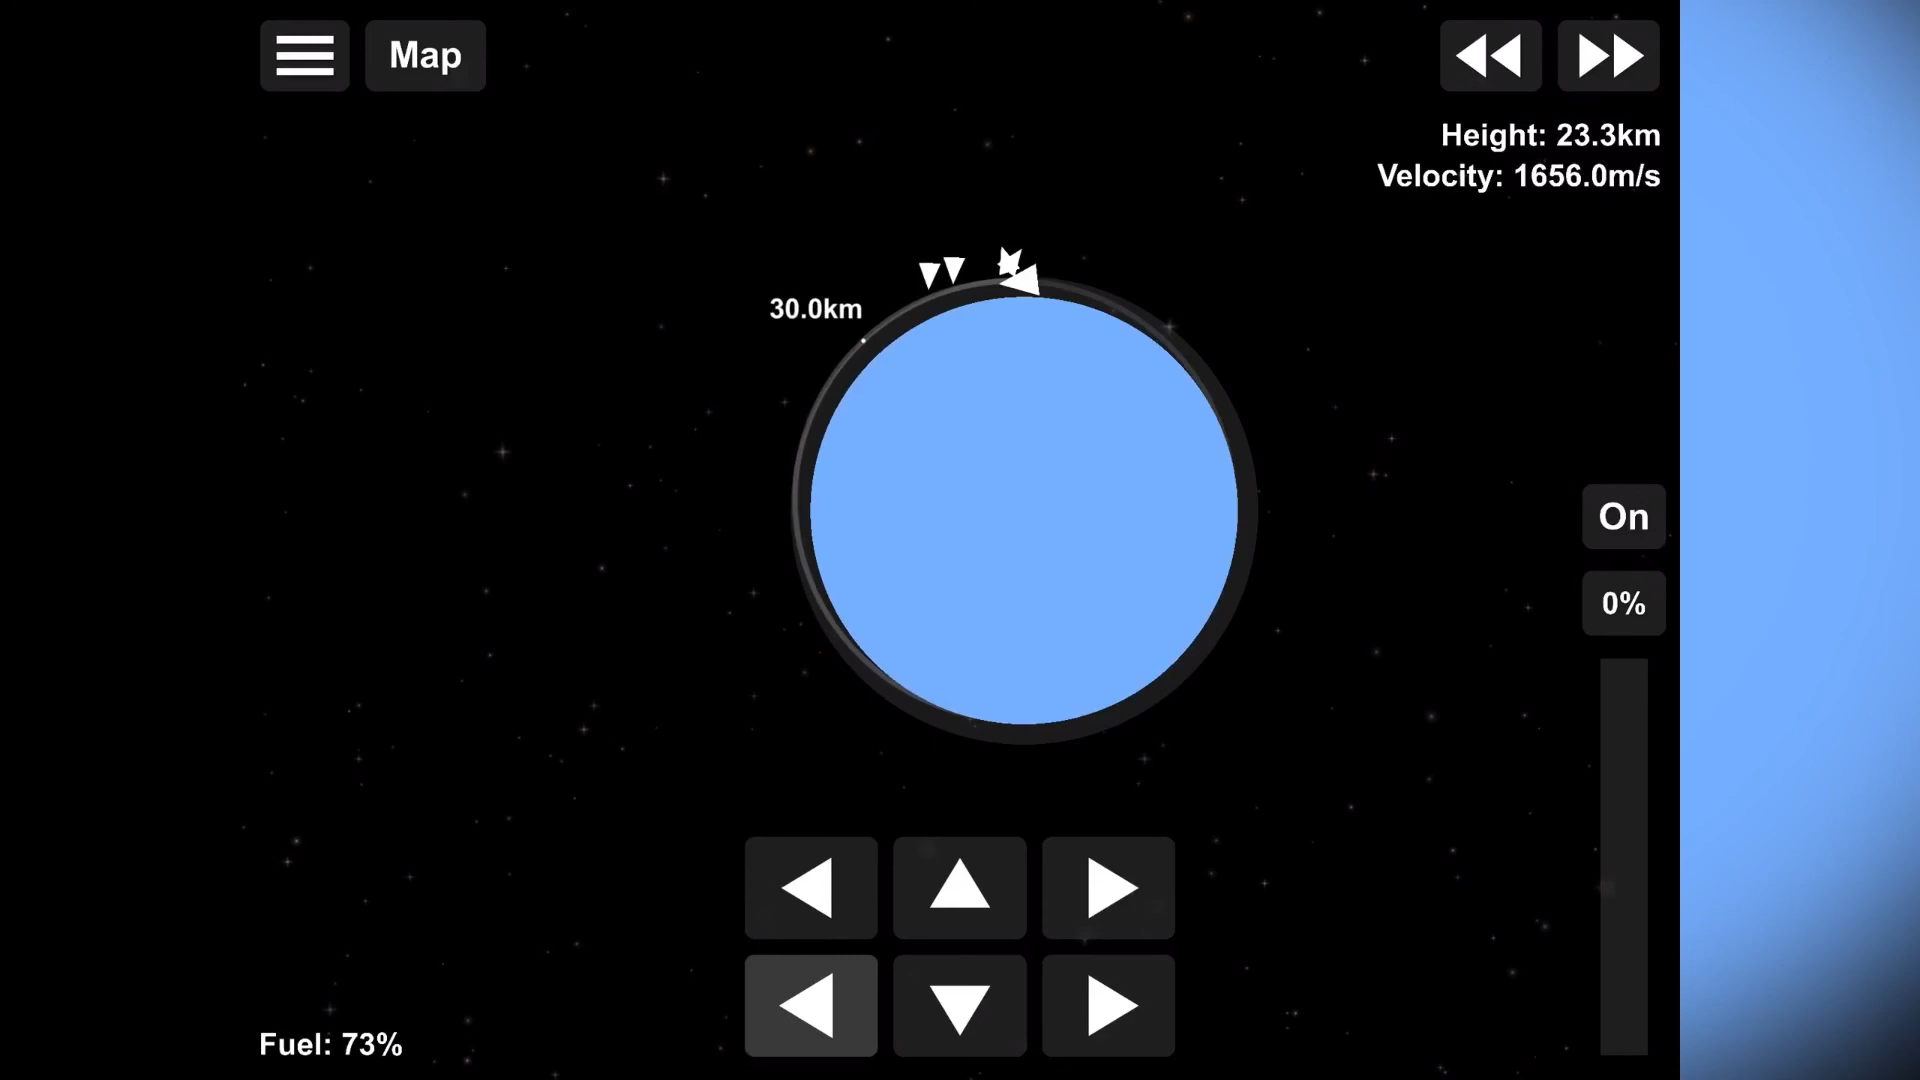 Map
Height: 23.3km
Velocity: 1656.0m/s
30.0km
On
0%
Fuel: 73%